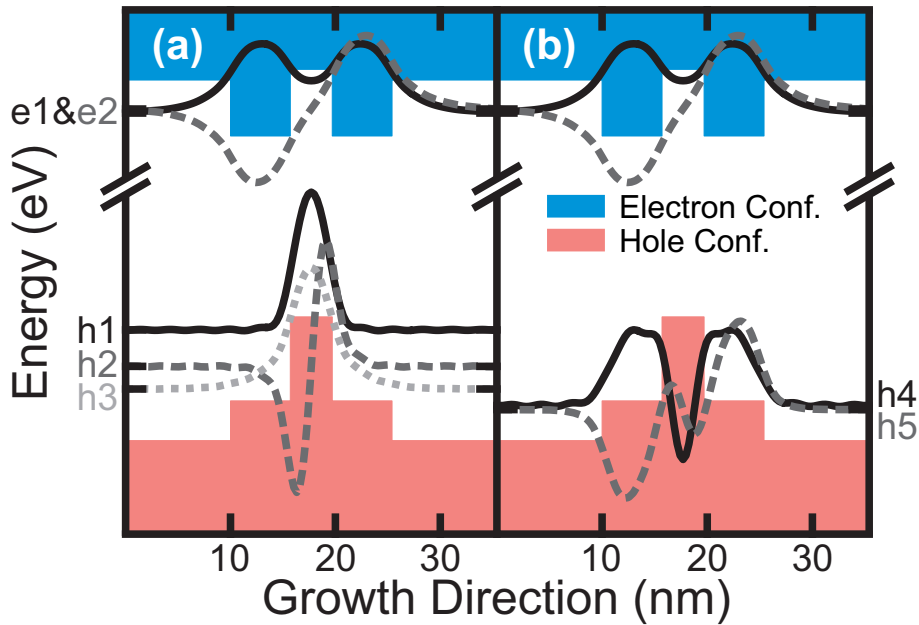 (a)
(b)
e1&e2
Energy (eV)
Electron Conf.
Hole Conf.
h1
h2
h3
h4
h5
10 20 30 10 20 30
Growth Direction (nm)